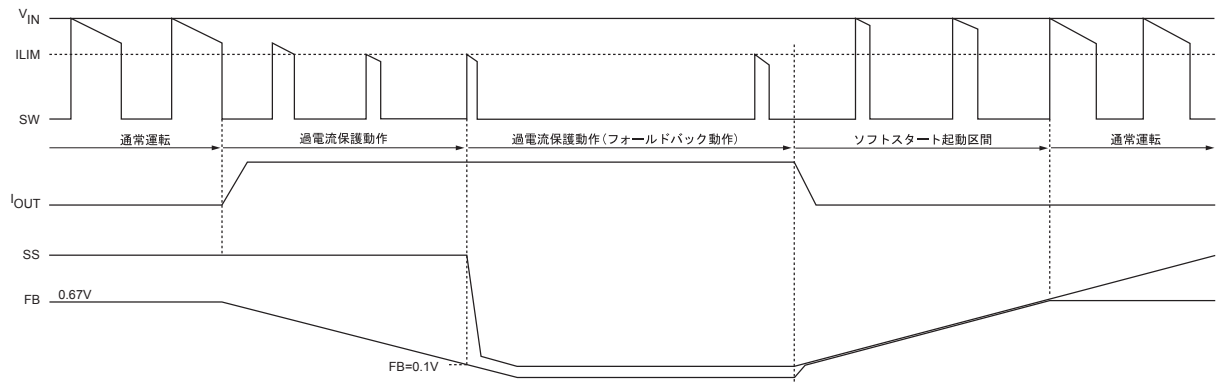 VIN
ILIM
SW
通常運転
過電流保護動作
過電流保護動作(フォールドバック動作)
ソフトスタート起動区間
通常運転
IOUT
SS
FB
0.67V
FB=0.1V